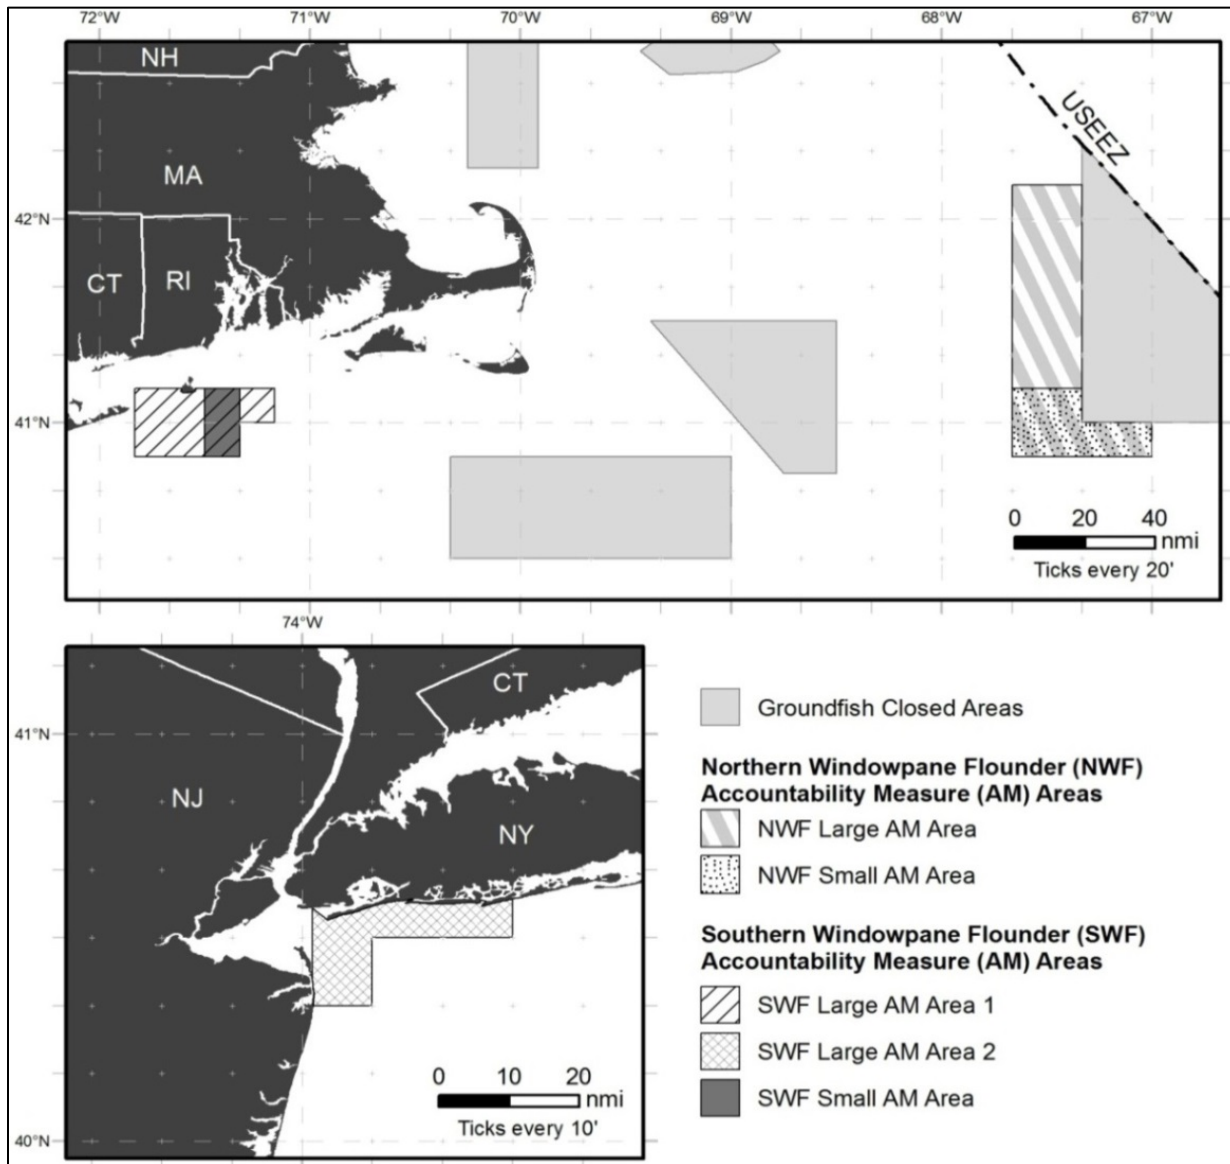 72°W 71°W 70°W 69°W 68°W 67°W
NH
USEEZ
MA
42°N
CT RI
41°N
0 20 40
nmi
Ticks every 20'
74°W
CT
41°N
NJ
NY
0 10 20
nmi
Ticks every 10'
40°N
Groundfish Closed Areas
Northern Windowpane Flounder (NWF)
Accountability Measure (AM) Areas
NWF Large AM Area
NWF Small AM Area
Southern Windowpane Flounder (SWF)
Accountability Measure (AM) Areas
SWF Large AM Area 1
SWF Large AM Area 2
SWF Small AM Area